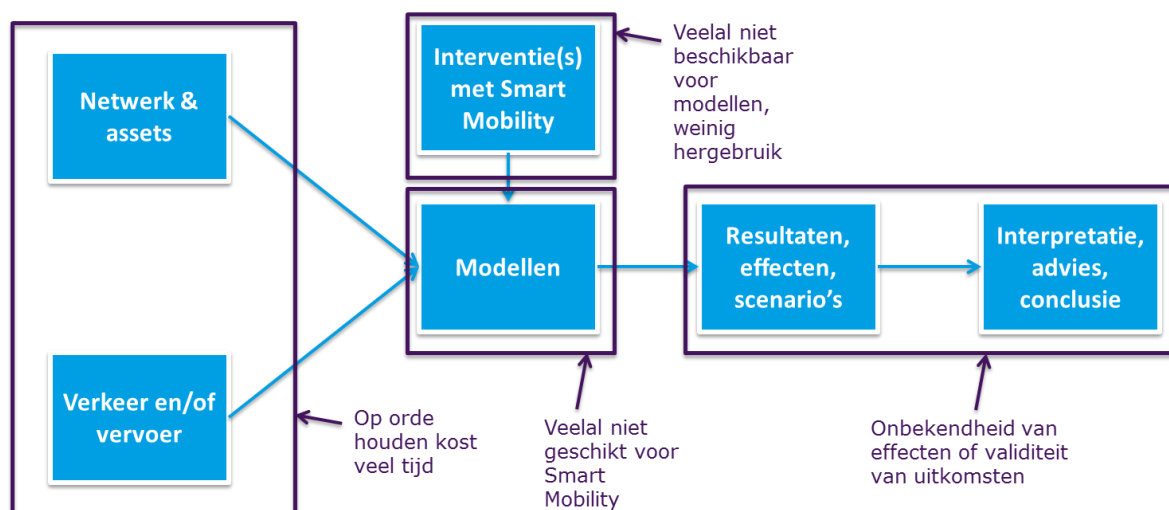 Netwerk &
assets
Interventie(s)
met Smart
Mobility
Veelal niet
beschikbaar
voor
modellen,
weinig
hergebruik
Modellen
Resultaten,
effecten,
scenario’s
Interpretatie,
advies,
conclusie
Verkeer en/of
vervoer
Op orde
houden kost
veel tijd
Veelal niet
geschikt voor
Smart
Mobility
Onbekendheid van
effecten of validiteit
van uitkomsten